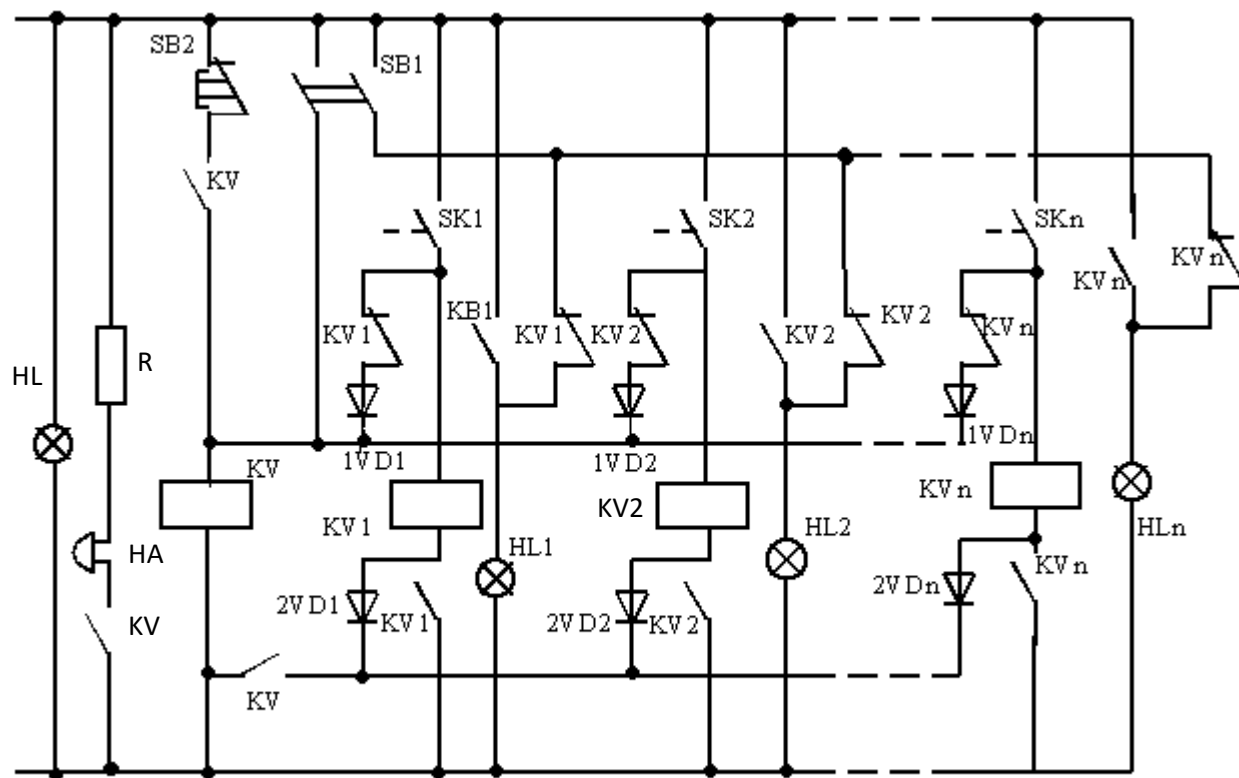 SB2
SB1
KV
SK1
SK2
SKn
KVn
KVn
KV1
KB1
KV1
KV2
KV2
KV2
KVn
HL
R
1VD1
1VD2
1VDn
KV
KV1
KV2
KVn
HLn
HA
HL1
HL2
KV
2VD1
KV1
2VD2
KV2
2VDn
KVn
KV